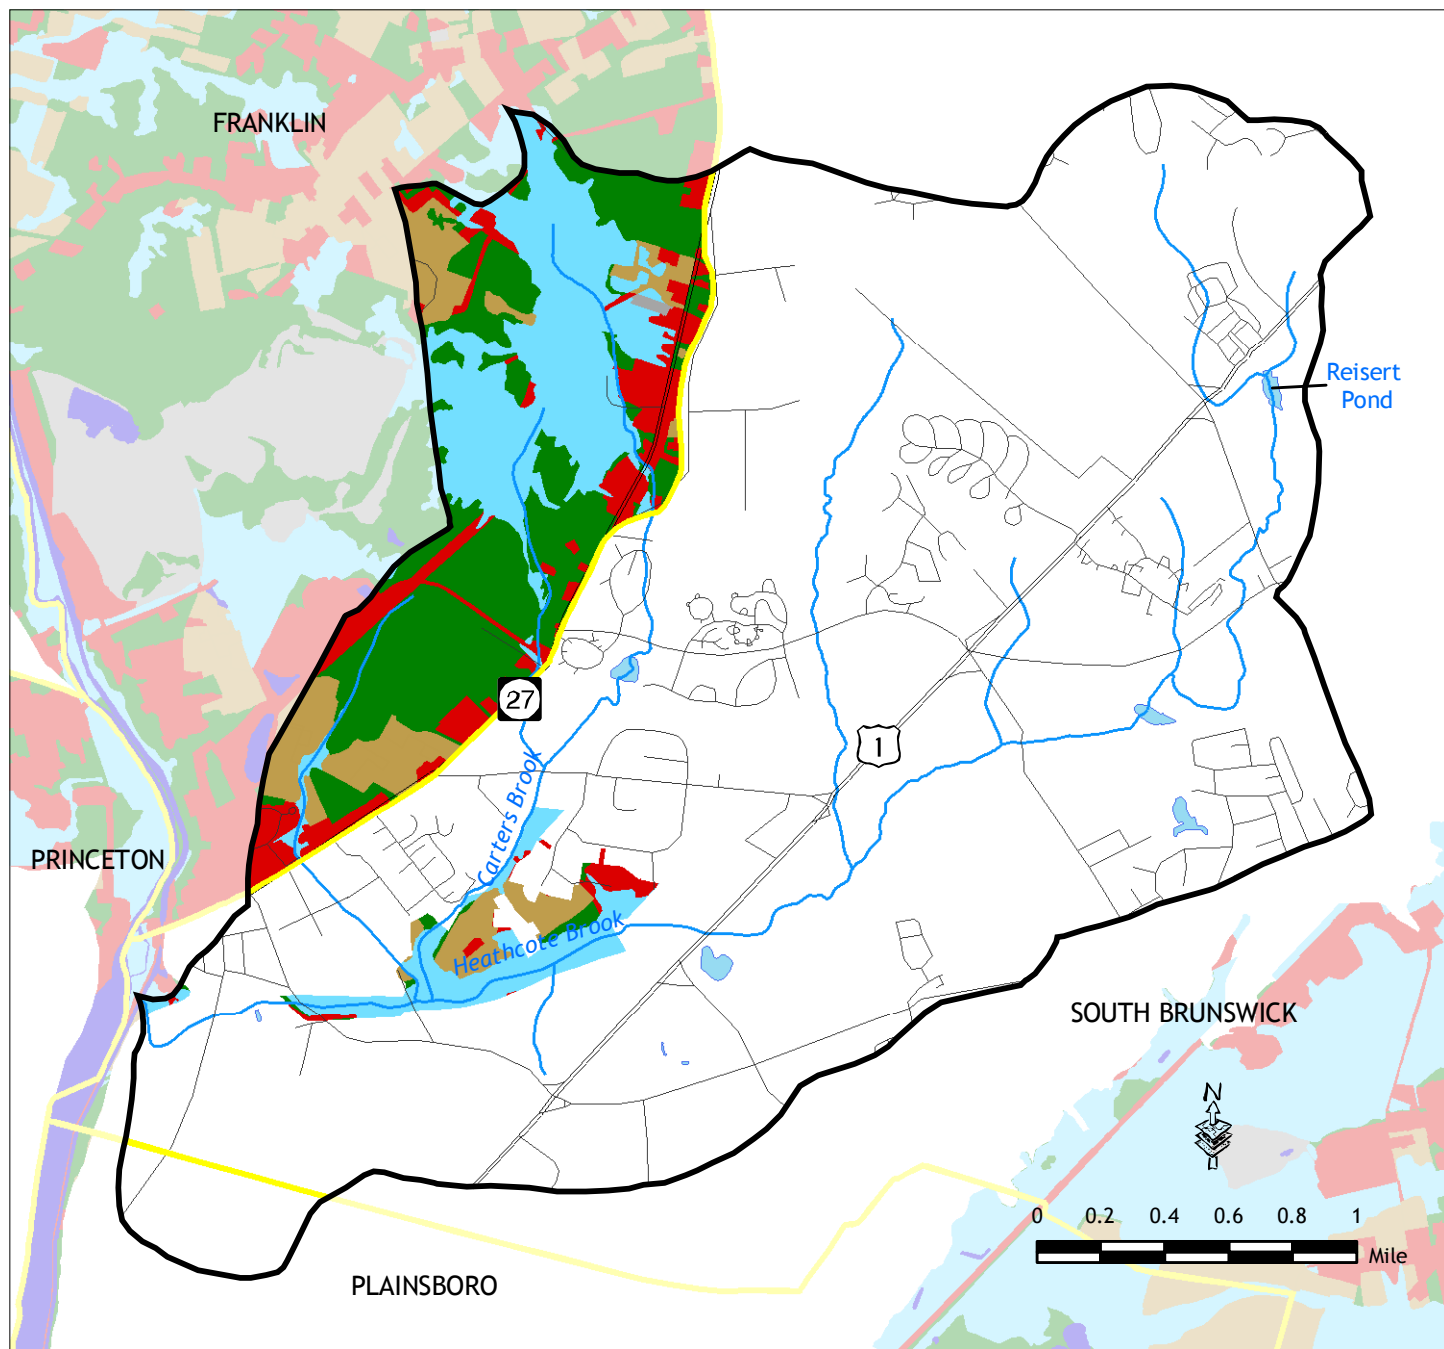 FRANKLIN
Reisert
Pond
27
1
Carters Brook
PRINCETON
Heathcote Brook
SOUTH BRUNSWICK
N
0 0.2 0.4 0.6 0.8 1
Mile
PLAINSBORO